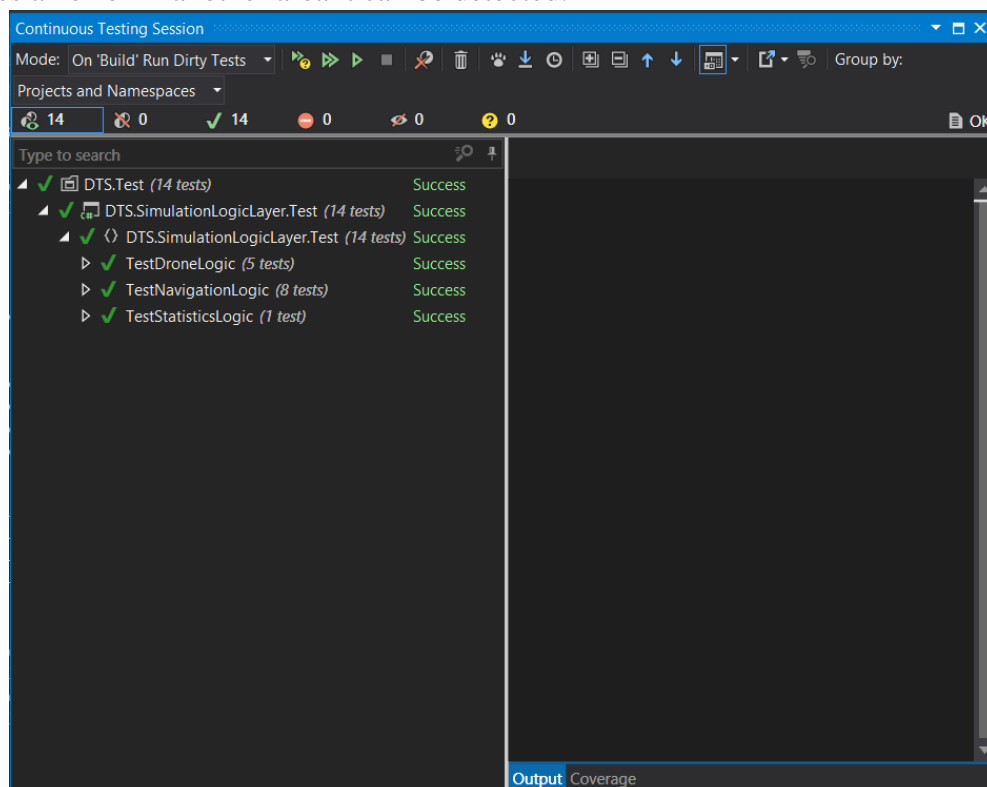 Continuous Testing Session
Mode: On 'Build' Run Dirty Tests Group by:
Projects and Namespaces
14 0 14 0 0 0 OK
Type to search
DTS.Test (14 tests) Success
DTS.SimulationLogicLayer.Test (14 tests) Success
DTS.SimulationLogicLayer.Test (14 tests) Success
TestDroneLogic (5 tests) Success
TestNavigationLogic (8 tests) Success
TestStatisticsLogic (1 test) Success
Output Coverage